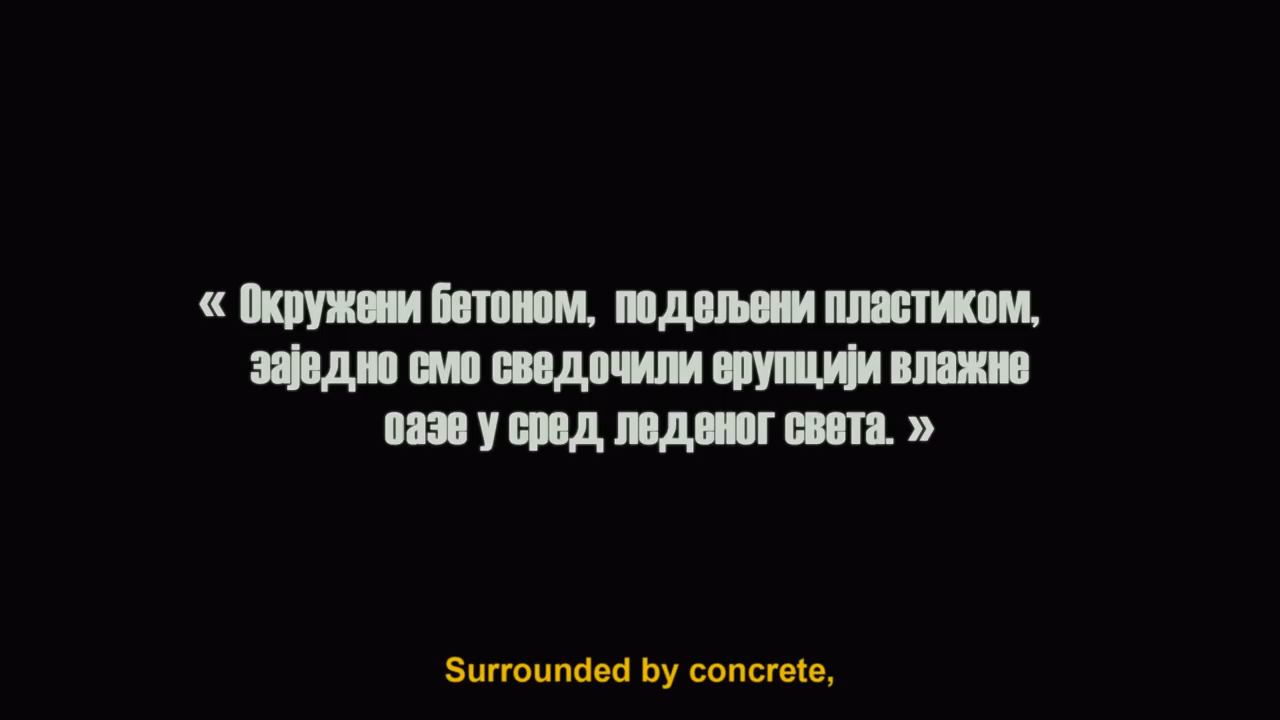 « Окружени бетоном, подељени пластиком,
заједно смо сведочили ерупцији влажне
оазе у сред леденог света. »
Surrounded by concrete,